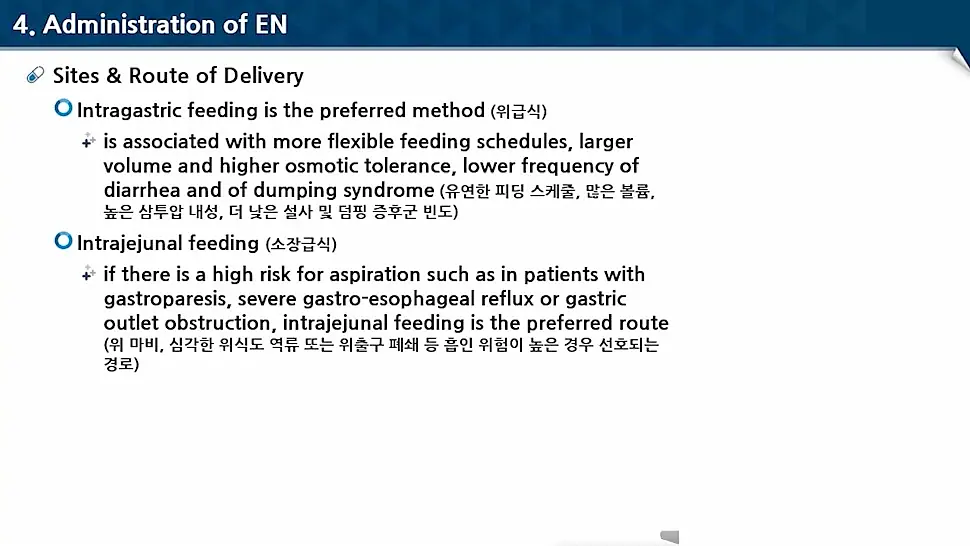 4. Administration of EN
Sites & Route of Delivery
Intragastric feeding is the preferred method (위급식)
is associated with more flexible feeding schedules, larger
volume and higher osmotic tolerance, lower frequency of
diarrhea and of dumping syndrome (유연한 피딩 스케줄, 많은 볼륨,
높은 삼투압 내성, 더 낮은 설사 및 덤핑 증후군 빈도)
Intrajejunal feeding (소장급식)
if there is a high risk for aspiration such as in patients with
gastroparesis, severe gastro-esophageal reflux or gastric
outlet obstruction, intrajejunal feeding is the preferred route
(위 마비, 심각한 위식도 역류 또는 위출구 폐쇄 등 흡인 위험이 높은 경우 선호되는
경로)